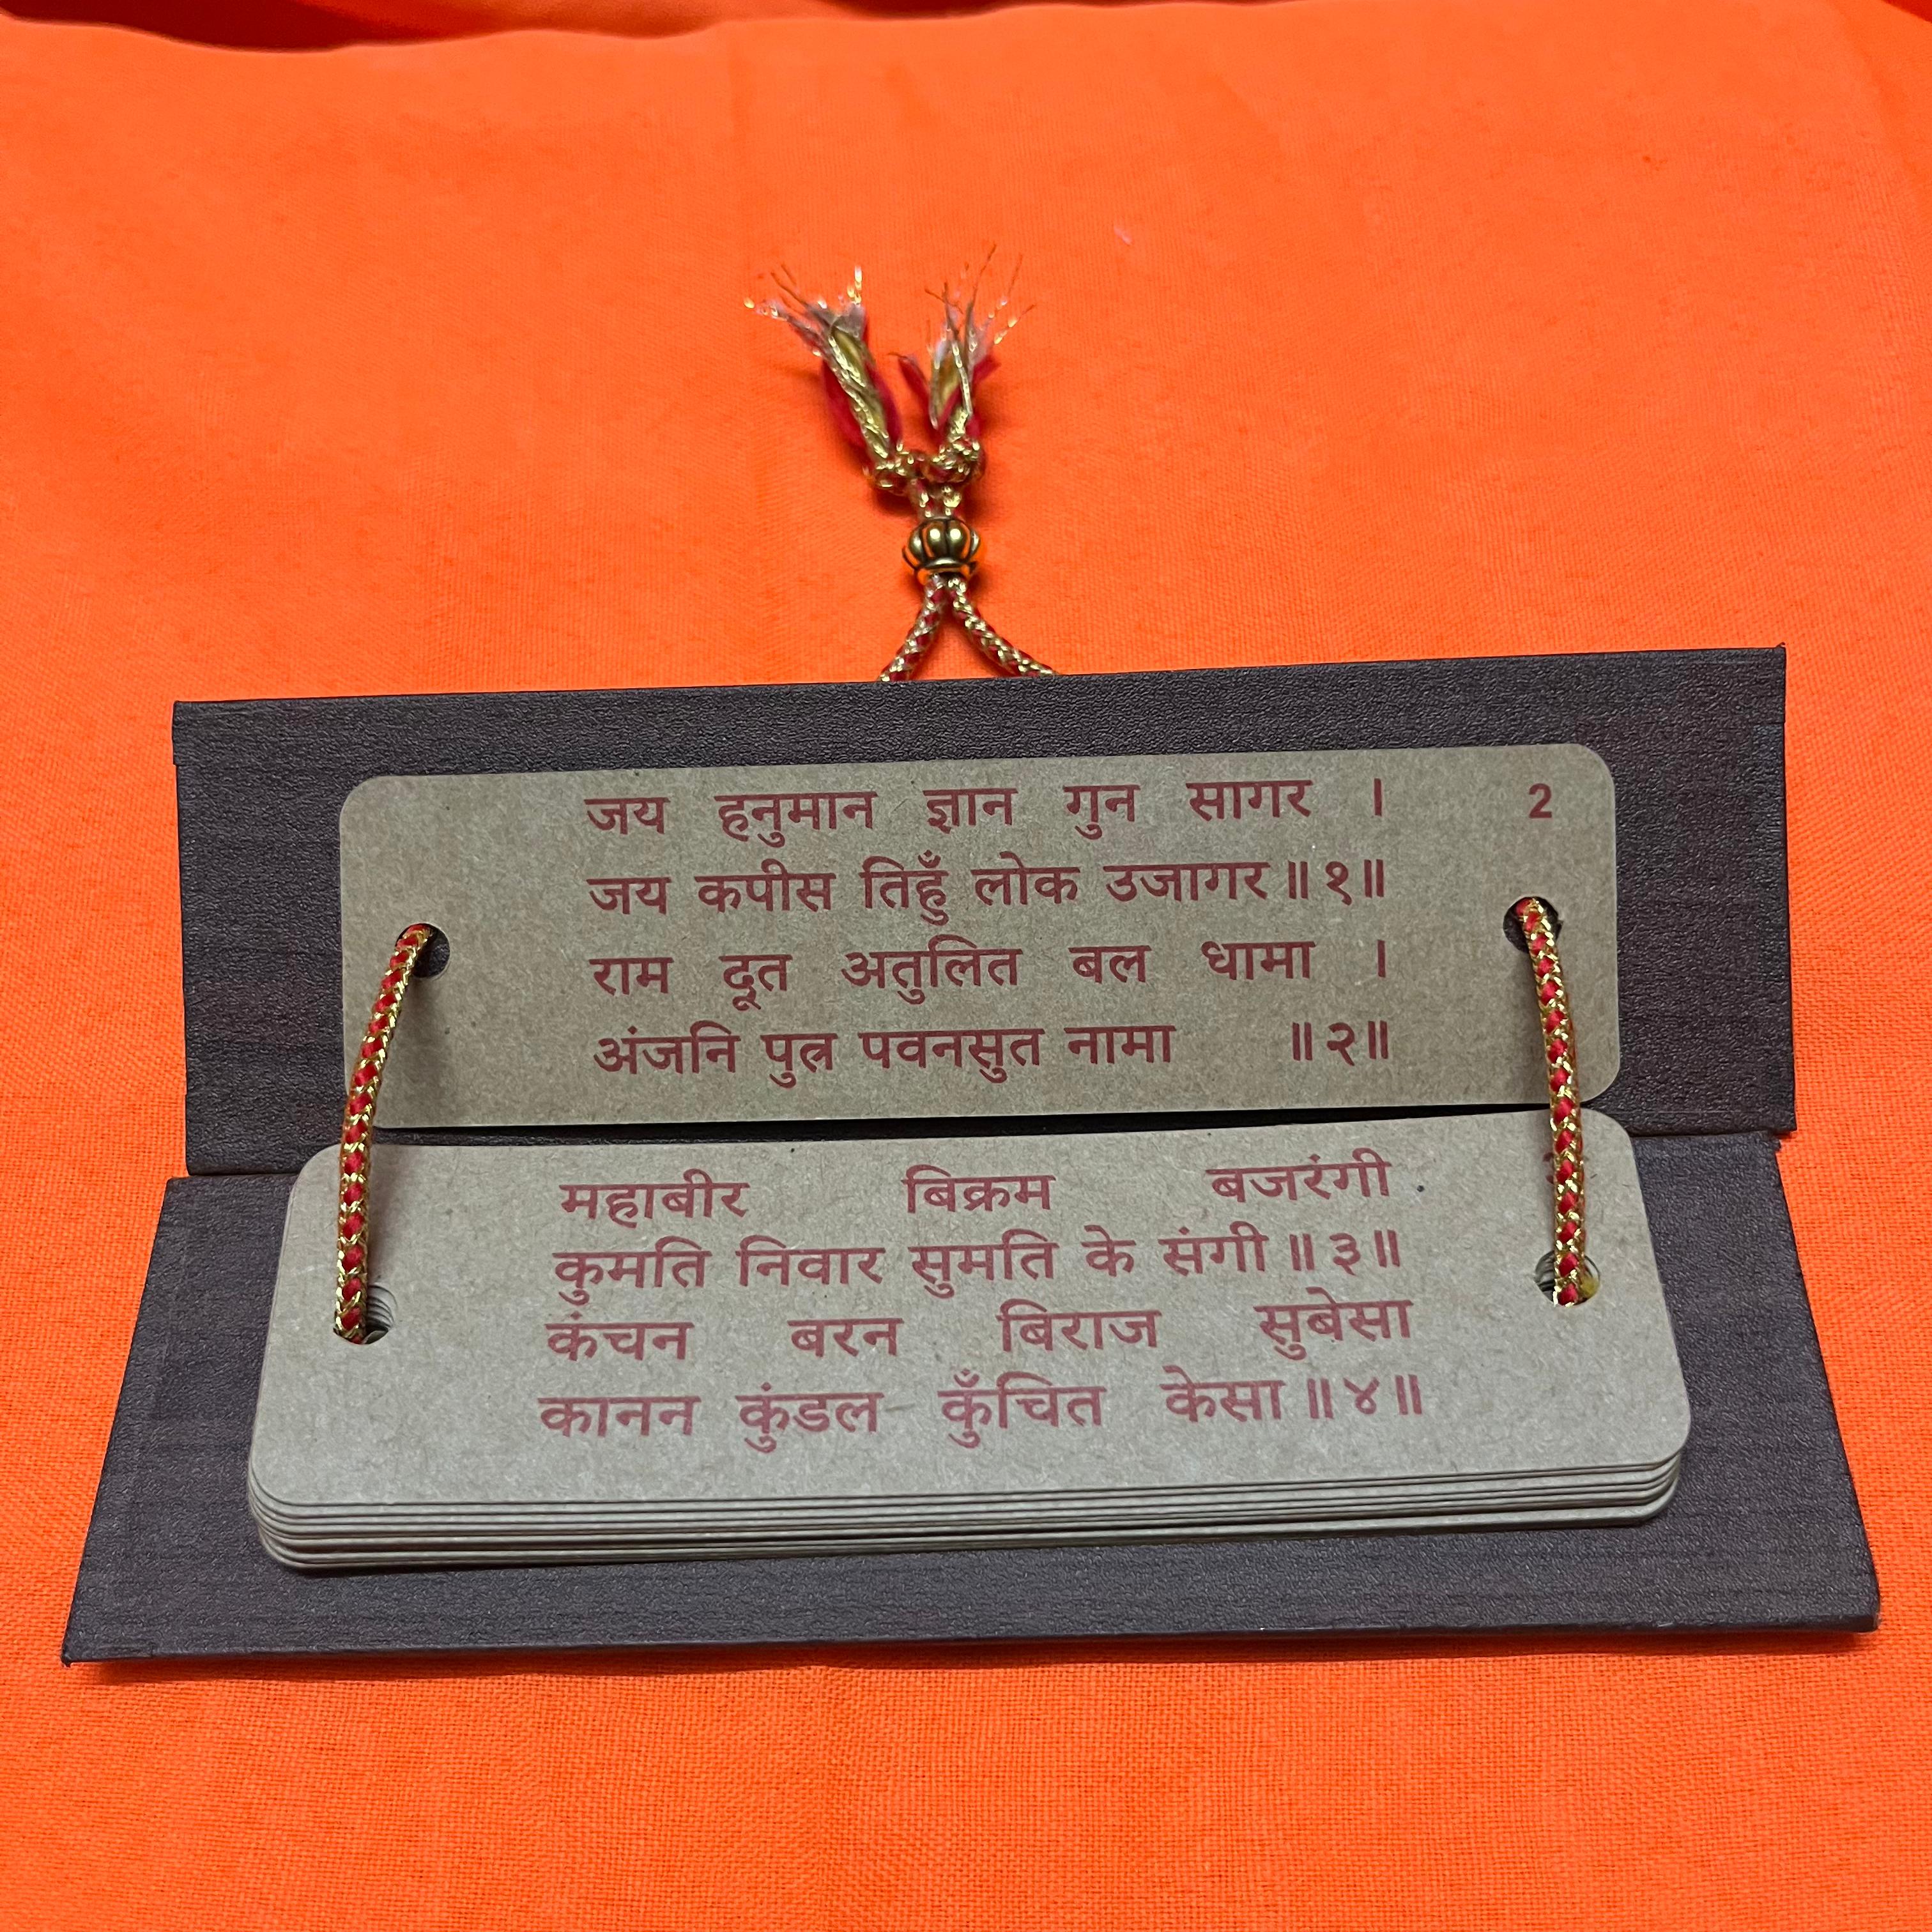 जय हनुमान ज्ञान गुन सागर । 2
जय कपीस तिहुँ लोक उजागर॥१॥
राम दूत अतुलित बल धामा ।
अंजनि पुत्र पवनसुत नामा ॥२॥
महाबीर बिक्रम बजरंगी
कुमति निवार सुमति के संगी॥३॥
कंचन बरन बिराज सुबेसा
कानन कुंडल कुँचित केसा॥४॥